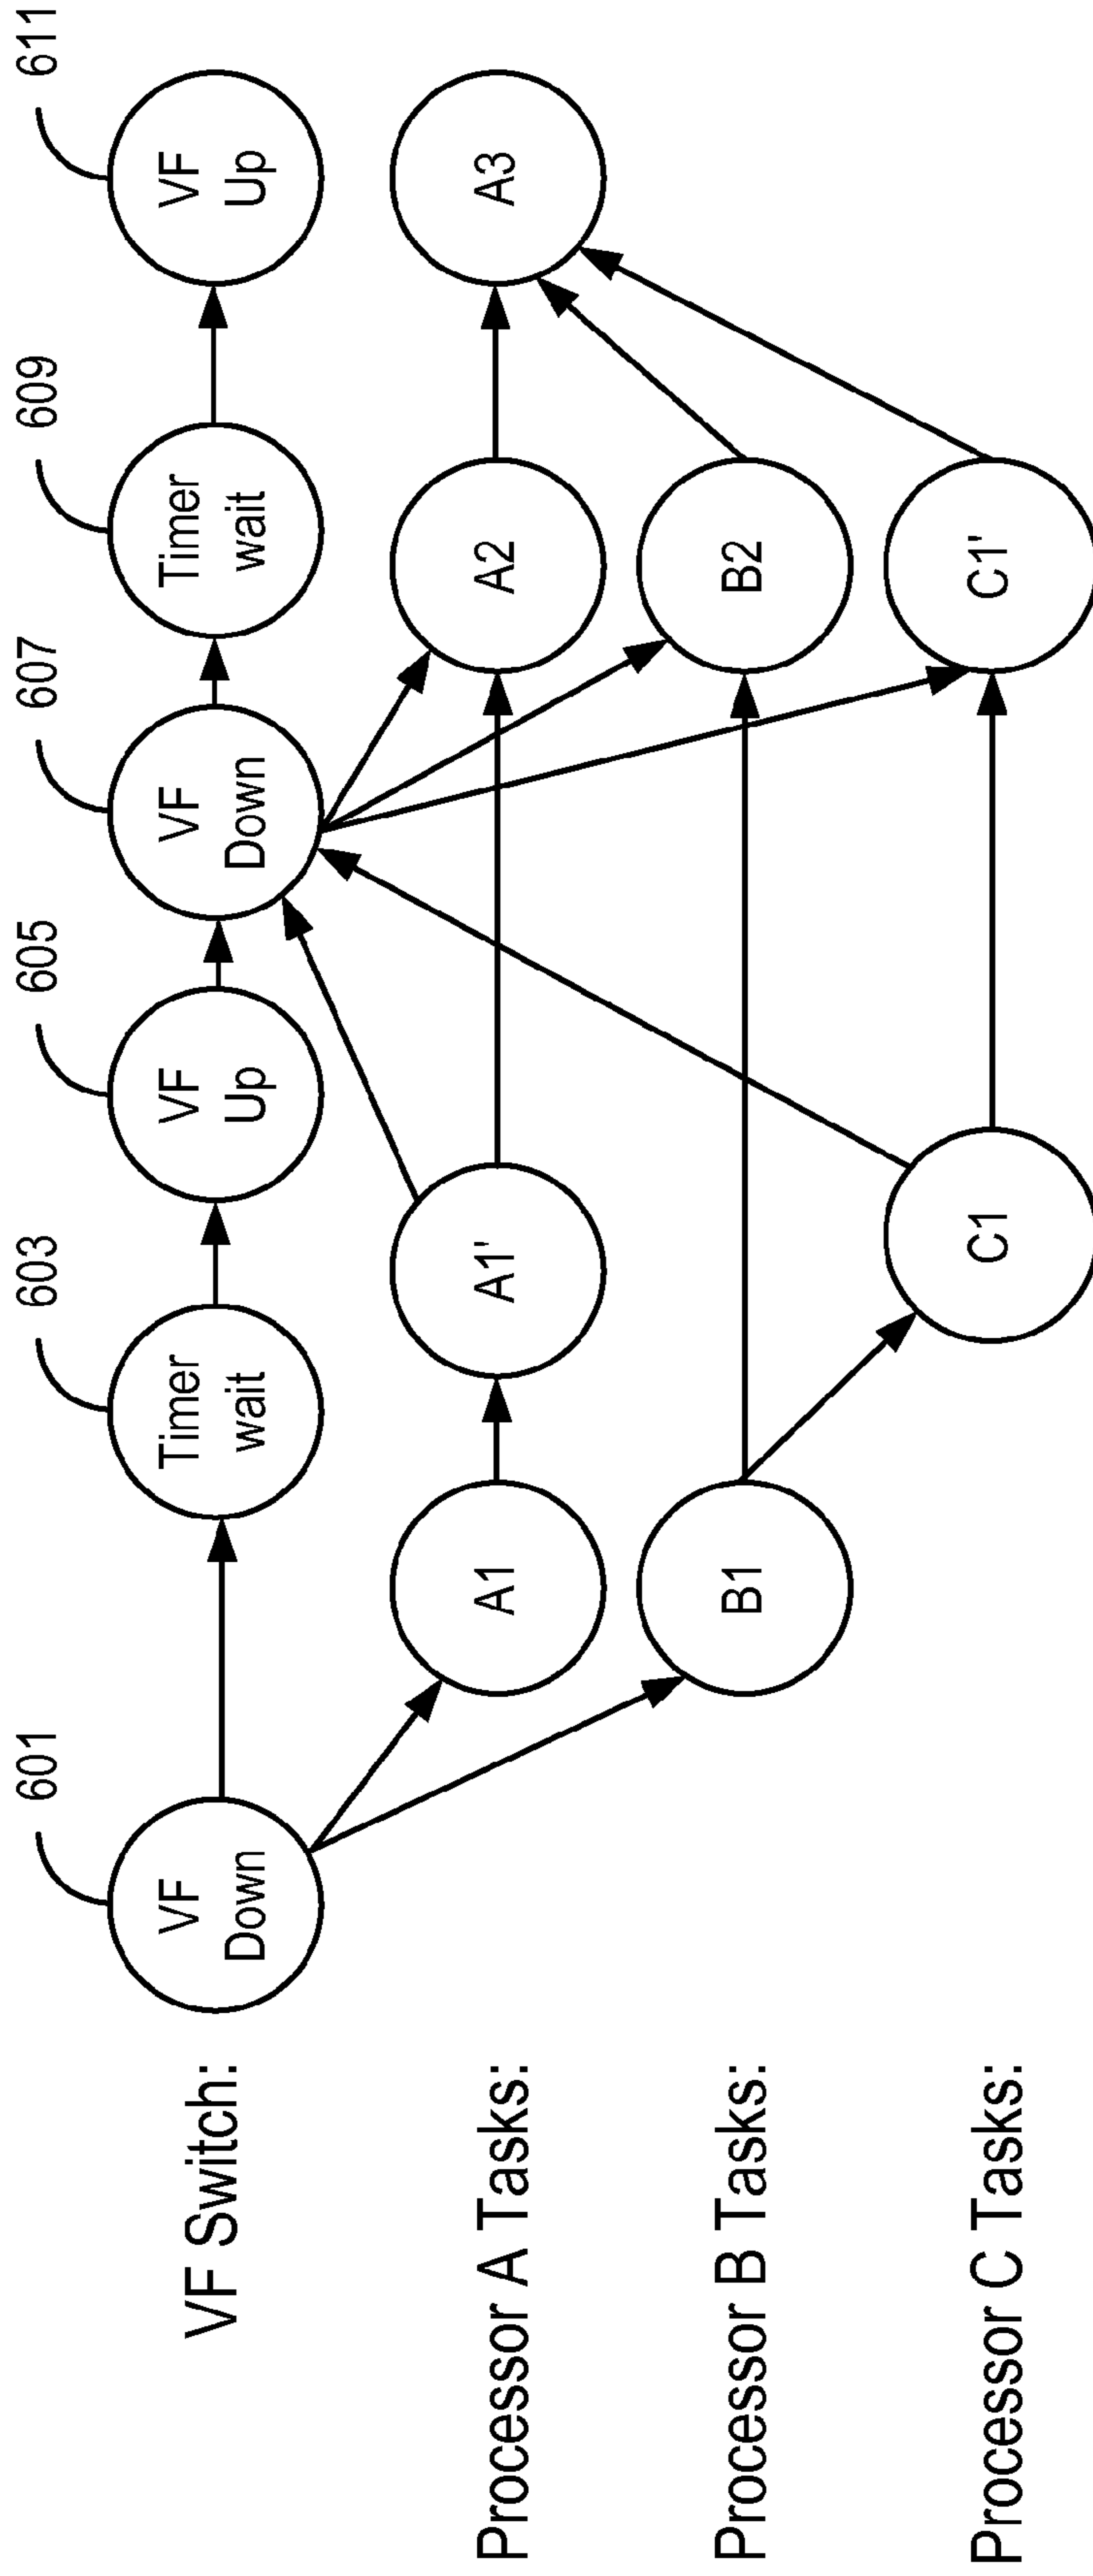 601
603
605
607
609
611
VF Switch:
VF
Down
Timer
wait
VF
Up
VF
Down
Timer
wait
VF
Up
Processor A Tasks:
A1
A1'
A2
A3
Processor B Tasks:
B1
B2
Processor C Tasks:
C1
C1'